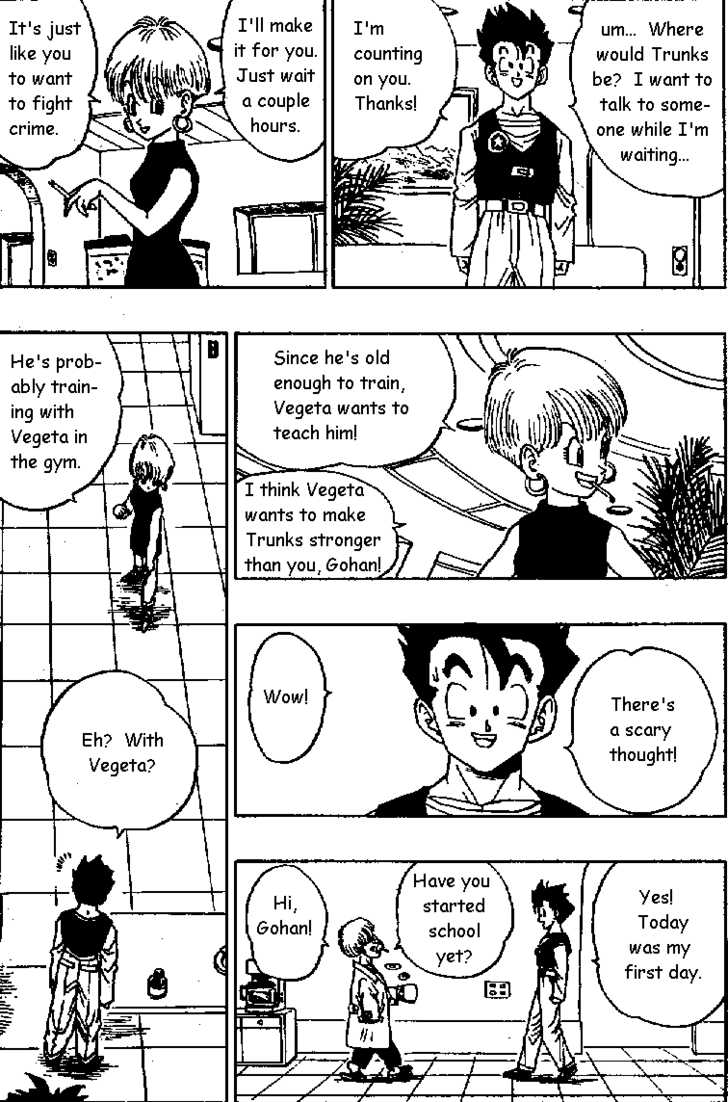 It's just
like you
to want
to fight
crime.
I'll make
it for you.
Just wait
a couple
hours.
I'm
counting
on you.
Thanks!
um... Where
would Trunks
be? I want to
talk to some-
one while I'm
waiting...
He's prob-
ably train-
ing with
Vegeta in
the gym.
Eh? With
Vegeta?
Since he's old
enough to train,
Vegeta wants to
teach him!
I think Vegeta
wants to make
Trunks stronger
than you, Gohan!
Wow!
There's
a scary
thought!
Hi,
Gohan!
Have you
started
school
yet?
Yes!
Today
was my
first day.